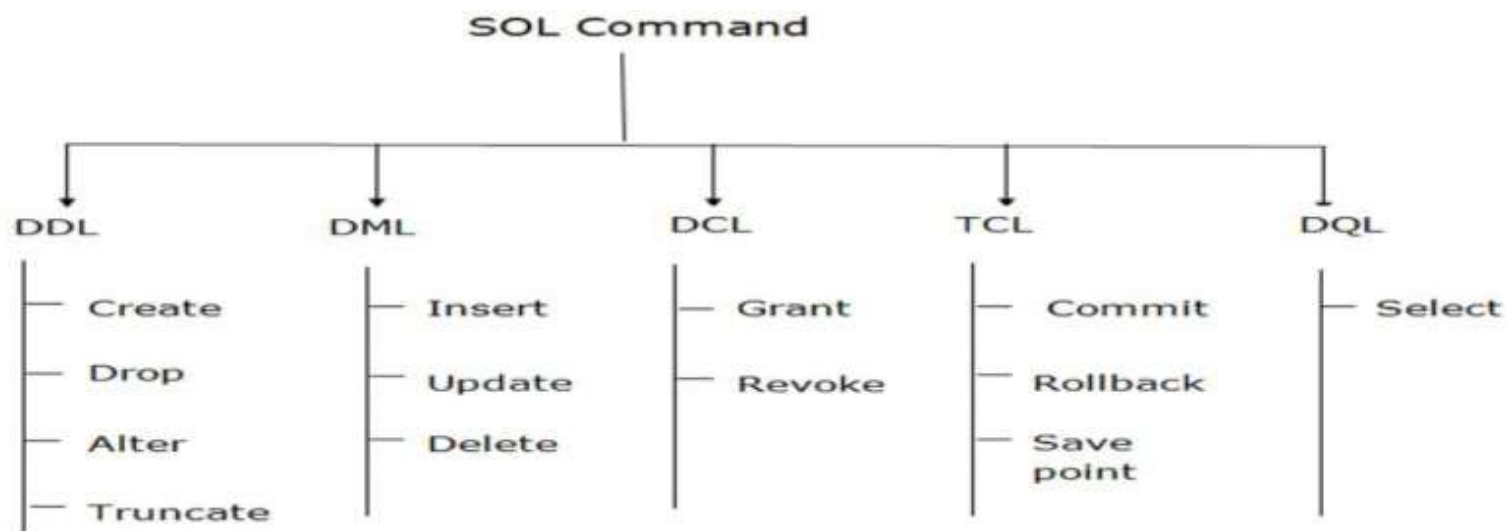 SOL Command
DDL
DML
DCL
TCL
DQL
Create
Drop
Alter
Truncate
Insert
Update
Delete
Grant
Revoke
Commit
Rollback
Save
point
Select